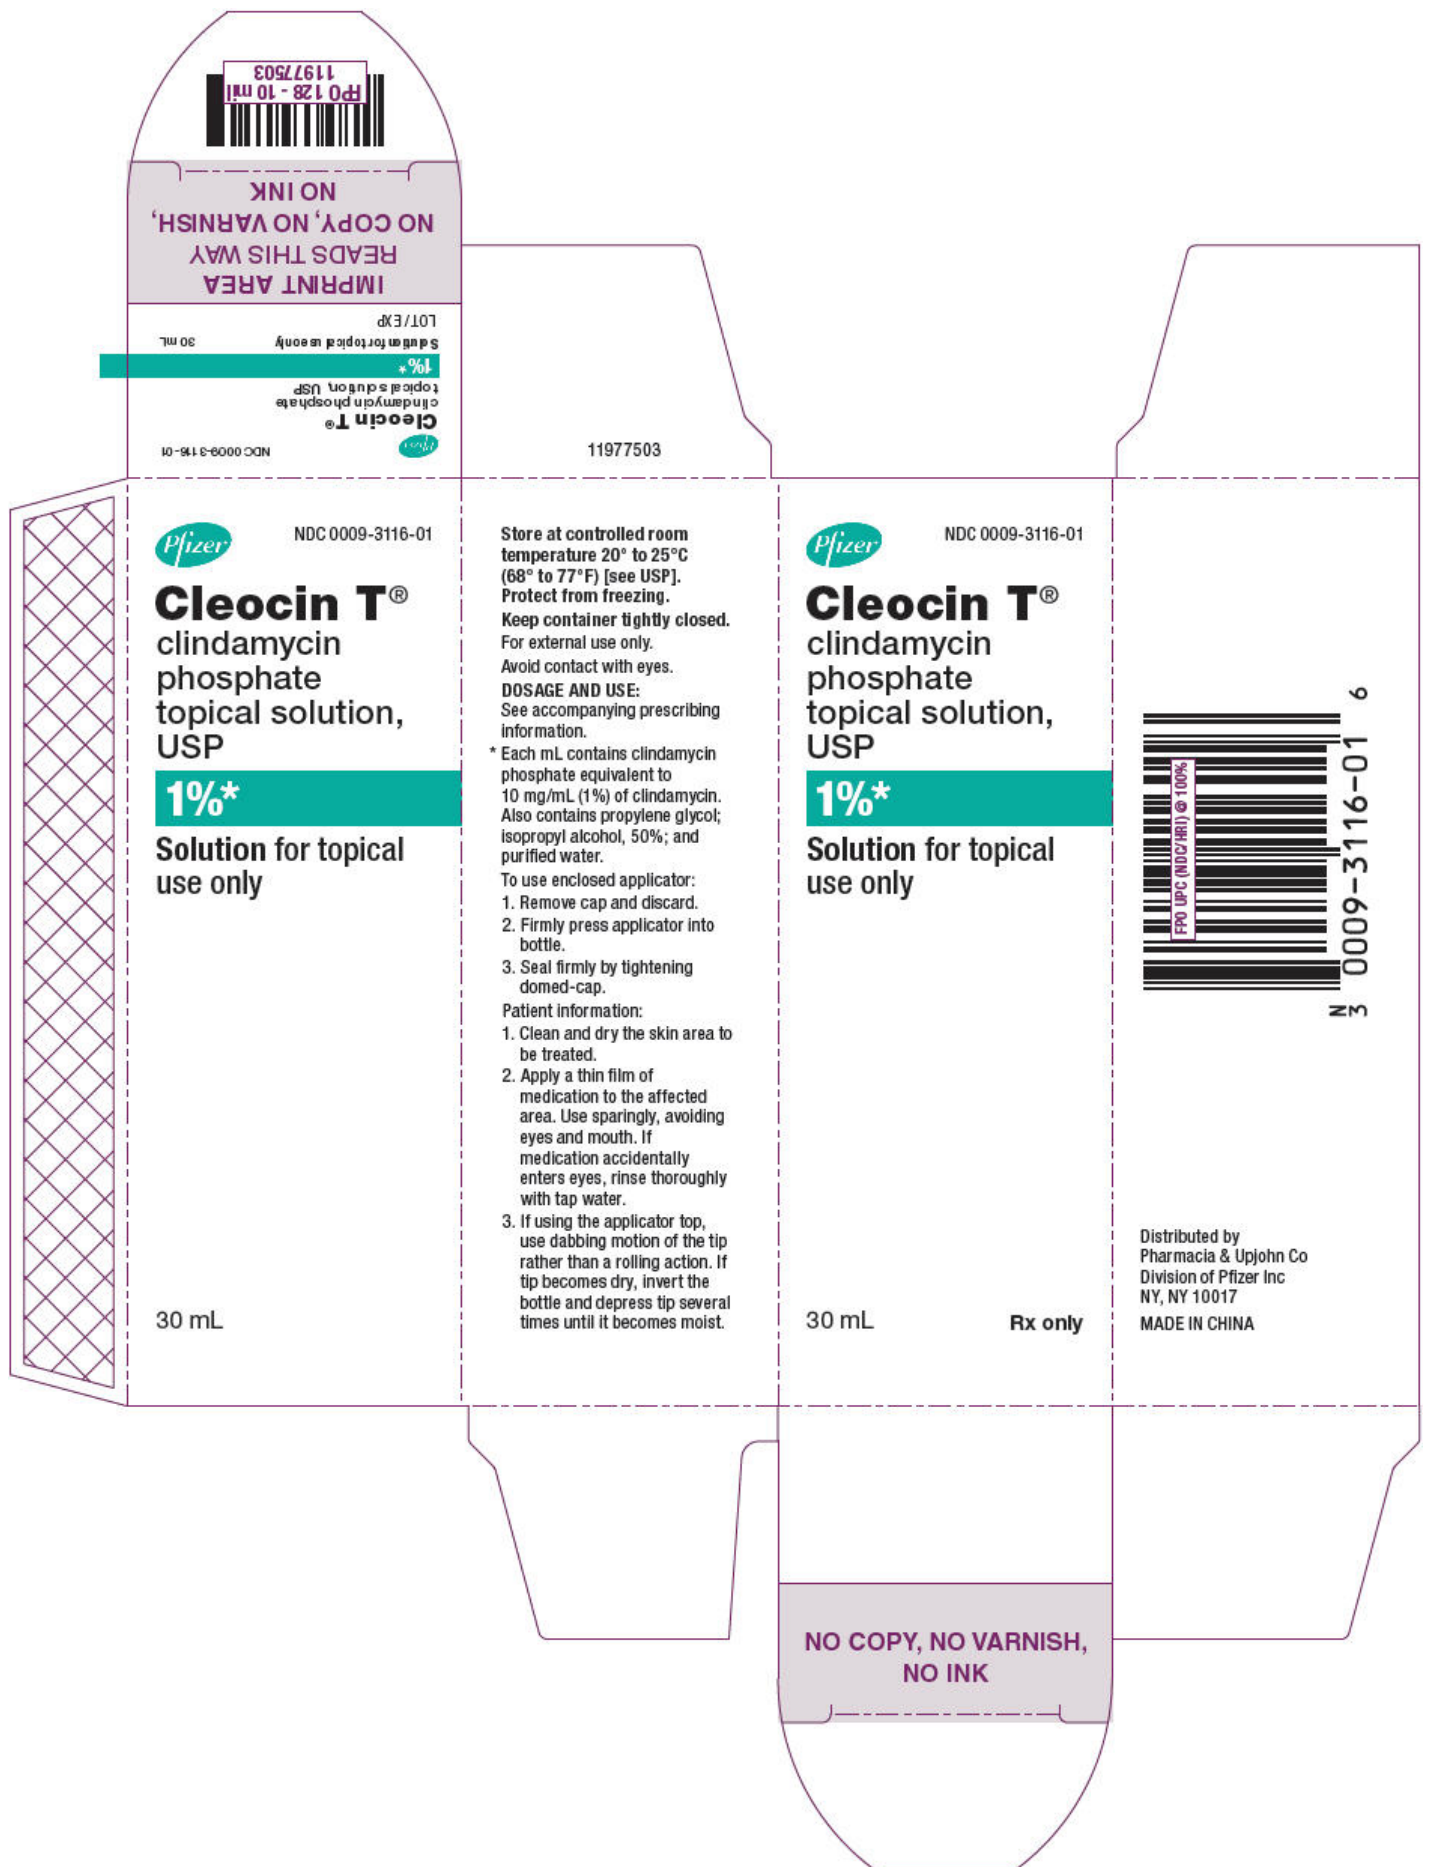 FPO 128 - 10 mil
11977503
IMPRINT AREA
READS THIS WAY
NO COPY, NO VARNISH,
NO INK
Pfizer
NDC 0009-3116-01
Cleocin T®
clindamycin phosphate
topical solution, USP
1%*
Solution for topical use only
30 mL
LOT / EXP
11977503
Pfizer
NDC 0009-3116-01
Cleocin T®
clindamycin
phosphate
topical solution,
USP
1%*
Solution for topical
use only
30 mL
Store at controlled room
temperature 20° to 25°C
(68° to 77°F) [see USP].
Protect from freezing.
Keep container tightly closed.
For external use only.
Avoid contact with eyes.
DOSAGE AND USE:
See accompanying prescribing
information.
* Each mL contains clindamycin
phosphate equivalent to
10 mg/mL (1%) of clindamycin.
Also contains propylene glycol;
isopropyl alcohol, 50%; and
purified water.
To use enclosed applicator:
1. Remove cap and discard.
2. Firmly press applicator into
bottle.
3. Seal firmly by tightening
domed-cap.
Patient information:
1. Clean and dry the skin area to
be treated.
2. Apply a thin film of
medication to the affected
area. Use sparingly, avoiding
eyes and mouth. If
medication accidentally
enters eyes, rinse thoroughly
with tap water.
3. If using the applicator top,
use dabbing motion of the tip
rather than a rolling action. If
tip becomes dry, invert the
bottle and depress tip several
times until it becomes moist.
Pfizer
NDC 0009-3116-01
Cleocin T®
clindamycin
phosphate
topical solution,
USP
1%*
Solution for topical
use only
30 mL
Rx only
FPO UPC (NDC/HRI) @ 100%
N
3 0009-3116-01 6
Distributed by
Pharmacia & Upjohn Co
Division of Pfizer Inc
NY, NY 10017
MADE IN CHINA
NO COPY, NO VARNISH,
NO INK